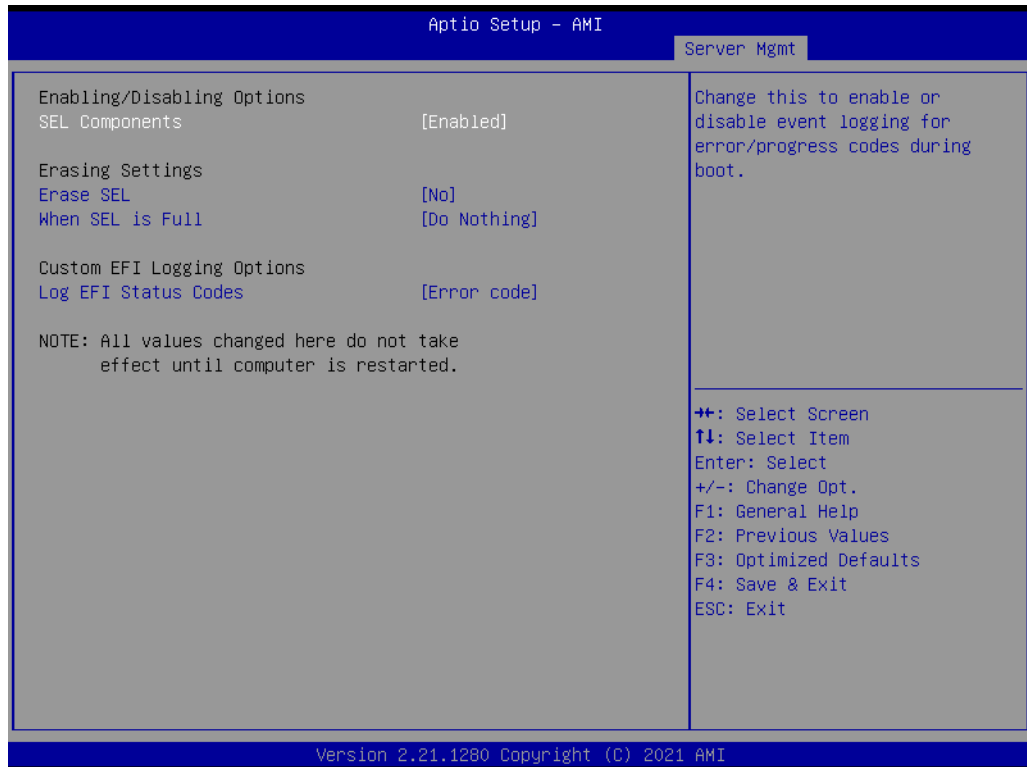 Aptio Setup – AMI
Server Mgmt
Enabling/Disabling Options
SEL Components [Enabled]
Erasing Settings
Erase SEL [No]
When SEL is Full [Do Nothing]
Custom EFI Logging Options
Log EFI Status Codes [Error code]
NOTE: All values changed here do not take
effect until computer is restarted.
Change this to enable or
disable event logging for
error/progress codes during
boot.
→←: Select Screen
↑↓: Select Item
Enter: Select
+/-: Change Opt.
F1: General Help
F2: Previous Values
F3: Optimized Defaults
F4: Save & Exit
ESC: Exit
Version 2.21.1280 Copyright (C) 2021 AMI